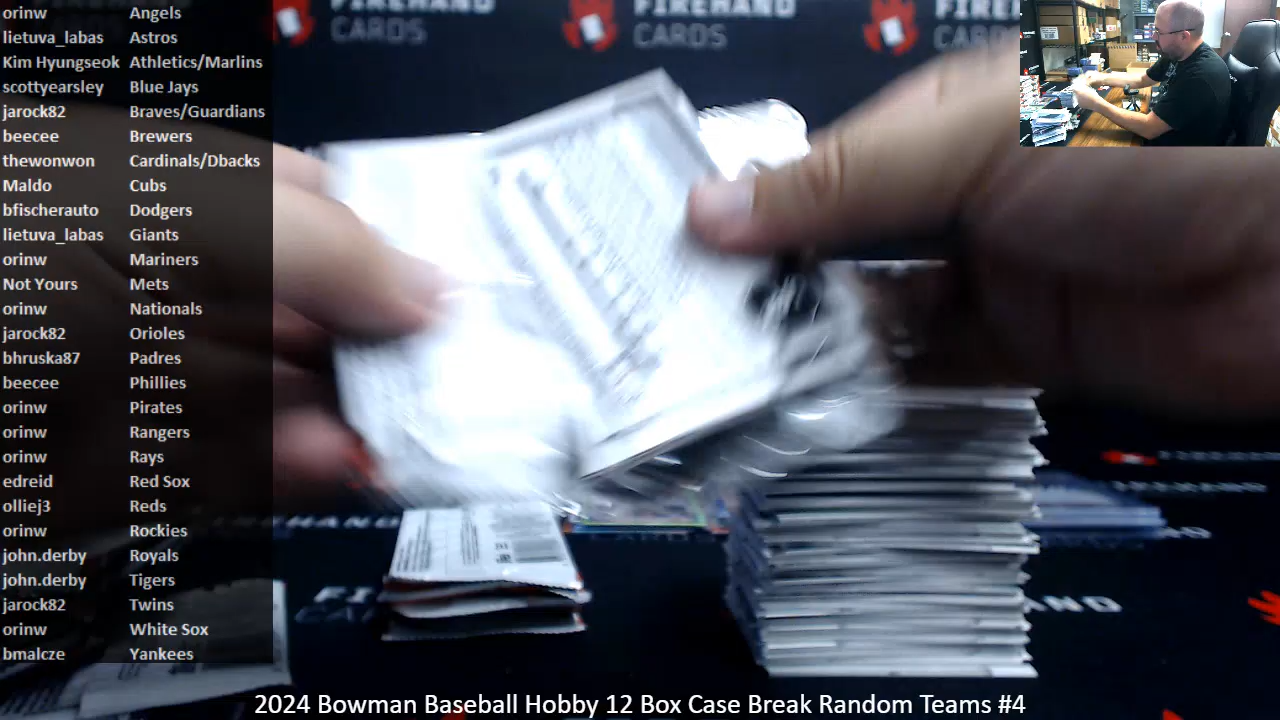 FIREHAND
CARDS
FIREHAND
CARDS
FIRE
CARDS
orinw Angels
lietuva_labas Astros
Kim Hyungseok Athletics/Marlins
scottyearsley Blue Jays
jarock82 Braves/Guardians
beecee Brewers
thewonwon Cardinals/Dbacks
Maldo Cubs
bfischerauto Dodgers
lietuva_labas Giants
orinw Mariners
Not Yours Mets
orinw Nationals
jarock82 Orioles
bhruska87 Padres
beecee Phillies
orinw Pirates
orinw Rangers
orinw Rays
edreid Red Sox
olliej3 Reds
orinw Rockies
john.derby Royals
john.derby Tigers
jarock82 Twins
orinw White Sox
bmalcze Yankees
2024 Bowman Baseball Hobby 12 Box Case Break Random Teams #4